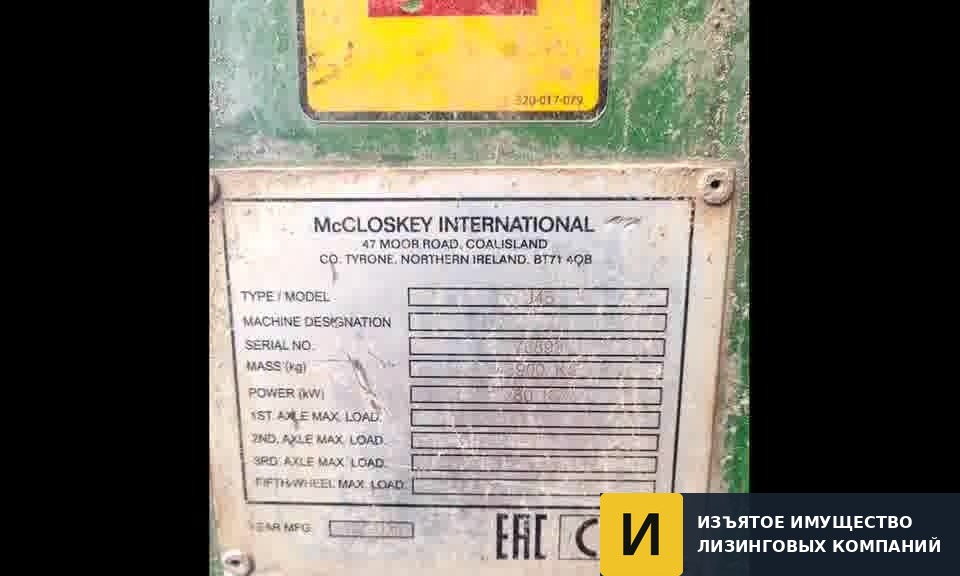 320-017-079
McCLOSKEY INTERNATIONAL
47 MOOR ROAD, COALISLAND
CO. TYRONE, NORTHERN IRELAND, BT71 4QB
TYPE / MODEL J45
MACHINE DESIGNATION
SERIAL NO.
MASS (kg)
POWER (kW)
1ST. AXLE MAX. LOAD.
2ND. AXLE MAX. LOAD.
3RD. AXLE MAX. LOAD.
FIFTH WHEEL MAX. LOAD.
YEAR MFG.
EAC
И
ИЗЪЯТОЕ ИМУЩЕСТВО
ЛИЗИНГОВЫХ КОМПАНИЙ